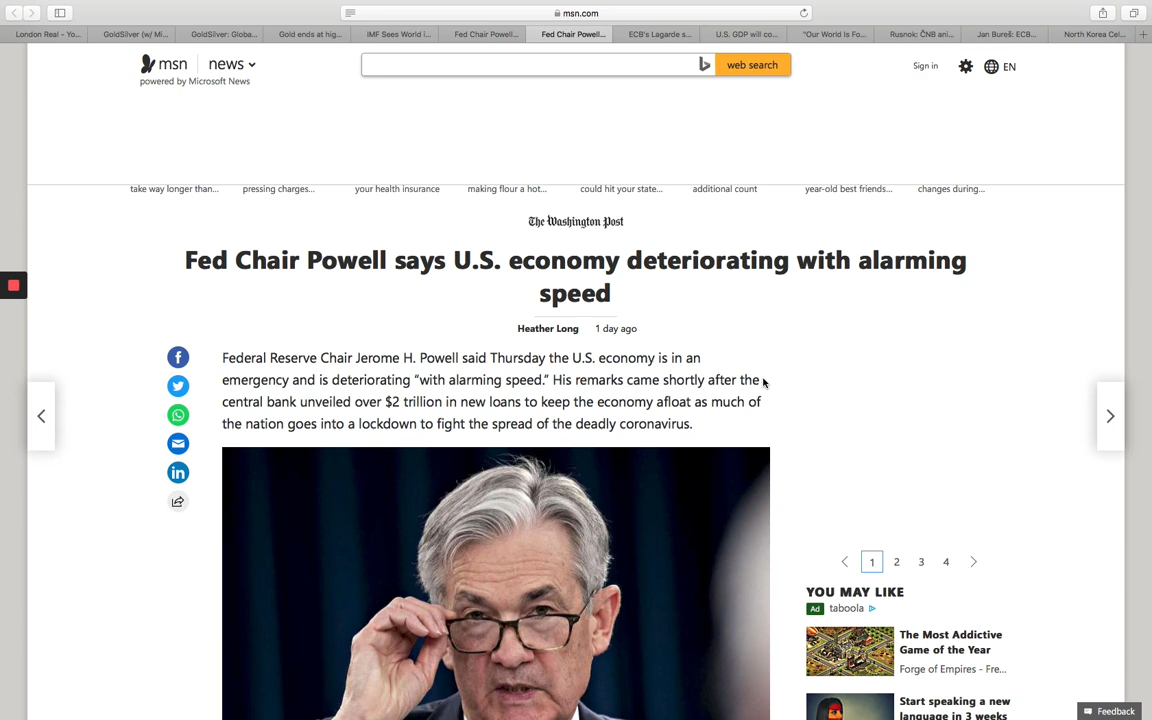 msn.com
London Real - Yo...
GoldSilver (w/ Mi...
GoldSilver: Globa...
Gold ends at hig...
IMF Sees World i...
Fed Chair Powell...
Fed Chair Powell...
ECB's Lagarde s...
U.S. GDP will co...
"Our World Is Fo...
Rusnok: ČNB ani...
Jan Bureš: ECB...
North Korea Cel...
msn news
web search
Sign in
EN
powered by Microsoft News
take way longer than...
pressing charges...
your health insurance
making flour a hot...
could hit your state...
additional count
year-old best friends...
changes during...
The Washington Post
Fed Chair Powell says U.S. economy deteriorating with alarming
speed
Heather Long 1 day ago
Federal Reserve Chair Jerome H. Powell said Thursday the U.S. economy is in an
emergency and is deteriorating “with alarming speed.” His remarks came shortly after the
central bank unveiled over $2 trillion in new loans to keep the economy afloat as much of
the nation goes into a lockdown to fight the spread of the deadly coronavirus.
1 2 3 4
YOU MAY LIKE
Ad taboola
The Most Addictive
Game of the Year
Forge of Empires - Fre...
Start speaking a new
language in 3 weeks
Feedback